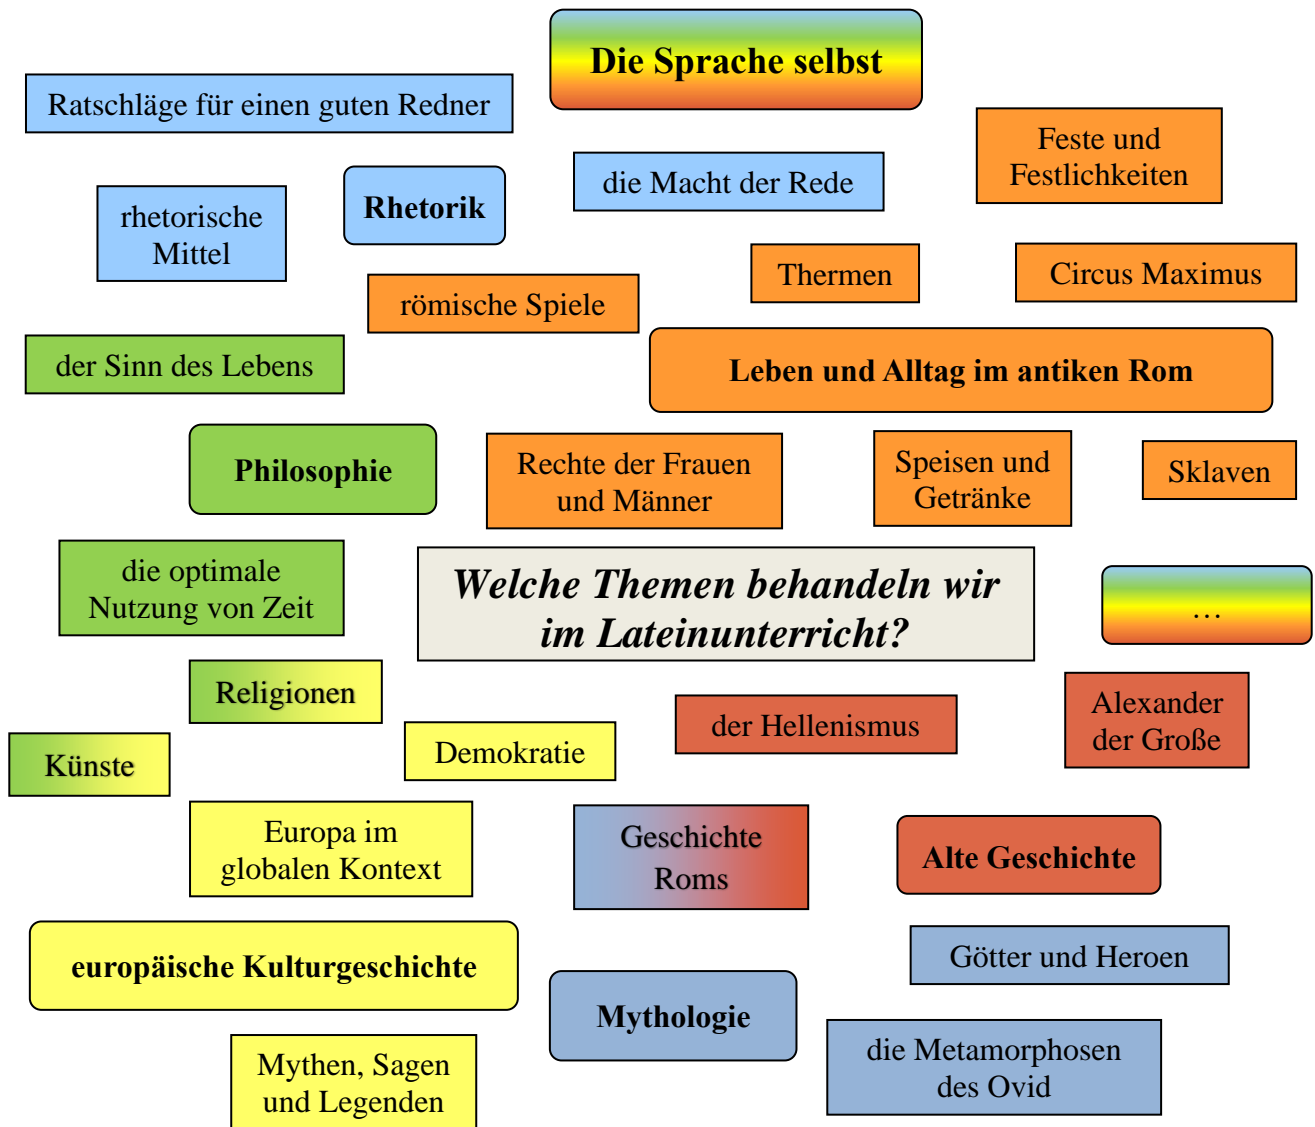 Die Sprache selbst
Ratschläge für einen guten Redner
Feste und
Festlichkeiten
die Macht der Rede
Rhetorik
rhetorische
Mittel
Thermen
Circus Maximus
römische Spiele
der Sinn des Lebens
Leben und Alltag im antiken Rom
Philosophie
Rechte der Frauen
und Männer
Speisen und
Getränke
Sklaven
die optimale
Nutzung von Zeit
Welche Themen behandeln wir
im Lateinunterricht?
…
Religionen
der Hellenismus
Alexander
der Große
Künste
Demokratie
Europa im
globalen Kontext
Geschichte
Roms
Alte Geschichte
europäische Kulturgeschichte
Götter und Heroen
Mythologie
Mythen, Sagen
und Legenden
die Metamorphosen
des Ovid